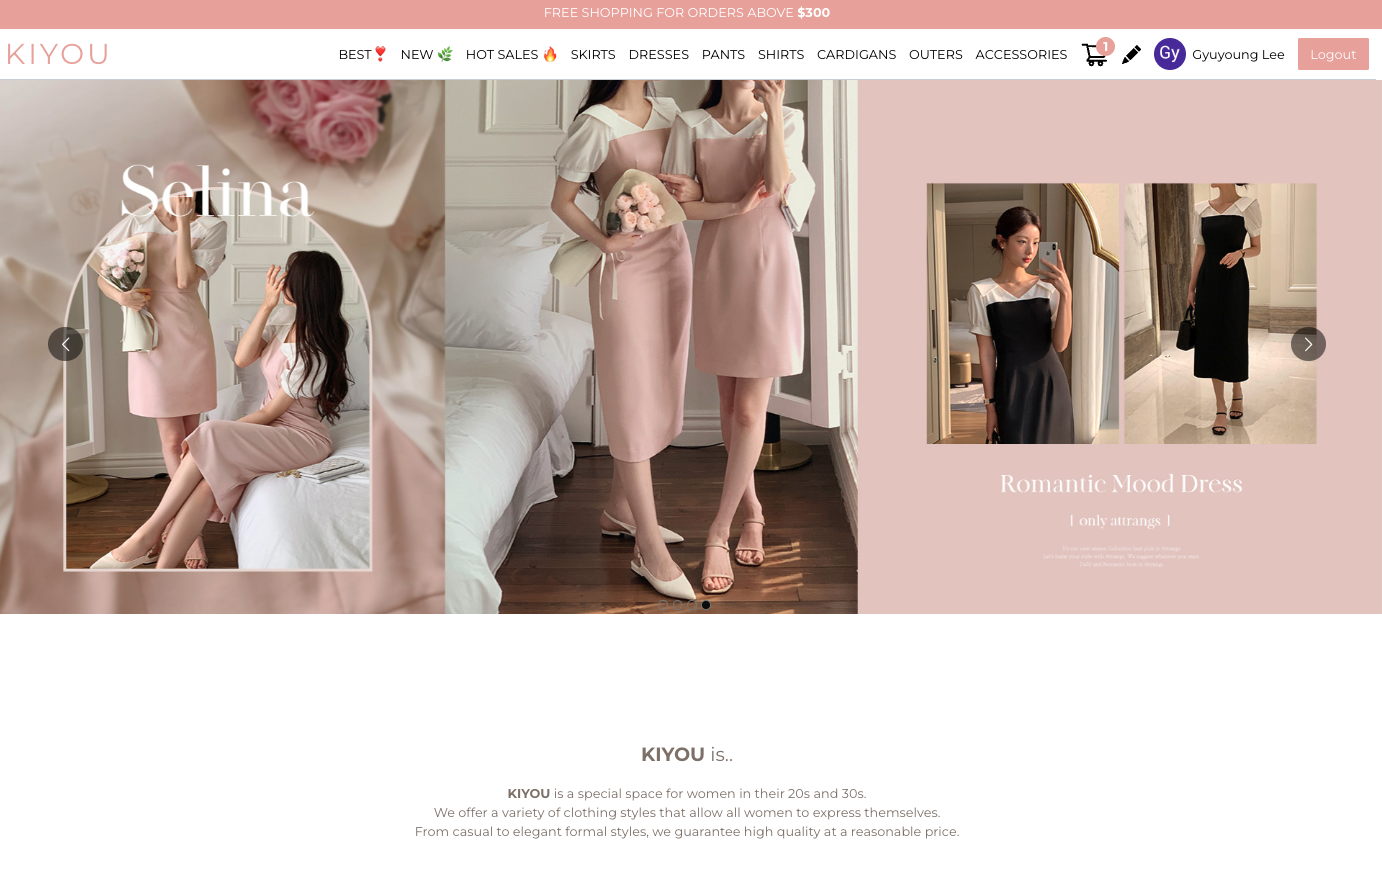 FREE SHOPPING FOR ORDERS ABOVE $300
KIYOU
BEST❣️ NEW 🌿 HOT SALES 🔥 SKIRTS DRESSES PANTS SHIRTS CARDIGANS OUTERS ACCESSORIES 1 Gy Gyuyoung Lee Logout
Selina
Romantic Mood Dress
[ only attrangs ]
KIYOU is..
KIYOU is a special space for women in their 20s and 30s.
We offer a variety of clothing styles that allow all women to express themselves.
From casual to elegant formal styles, we guarantee high quality at a reasonable price.